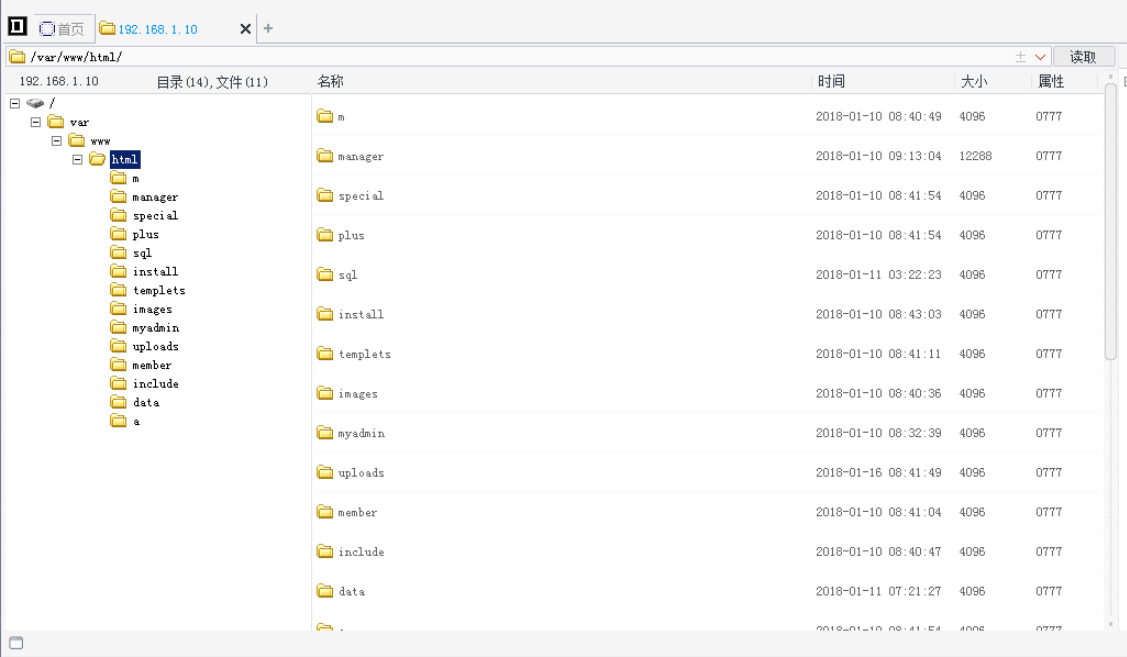 首页
192.168.1.10
/var/www/html/
读取
192.168.1.10 目录(14),文件(11)
名称 时间 大小 属性
/
var
www
html
m
manager
special
plus
sql
install
templets
images
myadmin
uploads
member
include
data
a
m 2018-01-10 08:40:49 4096 0777
manager 2018-01-10 09:13:04 12288 0777
special 2018-01-10 08:41:54 4096 0777
plus 2018-01-10 08:41:54 4096 0777
sql 2018-01-11 03:22:23 4096 0777
install 2018-01-10 08:43:03 4096 0777
templets 2018-01-10 08:41:11 4096 0777
images 2018-01-10 08:40:36 4096 0777
myadmin 2018-01-10 08:32:39 4096 0777
uploads 2018-01-16 08:41:49 4096 0777
member 2018-01-10 08:41:04 4096 0777
include 2018-01-10 08:40:47 4096 0777
data 2018-01-11 07:21:27 4096 0777
2018-01-10 08:41:54 4096 0777